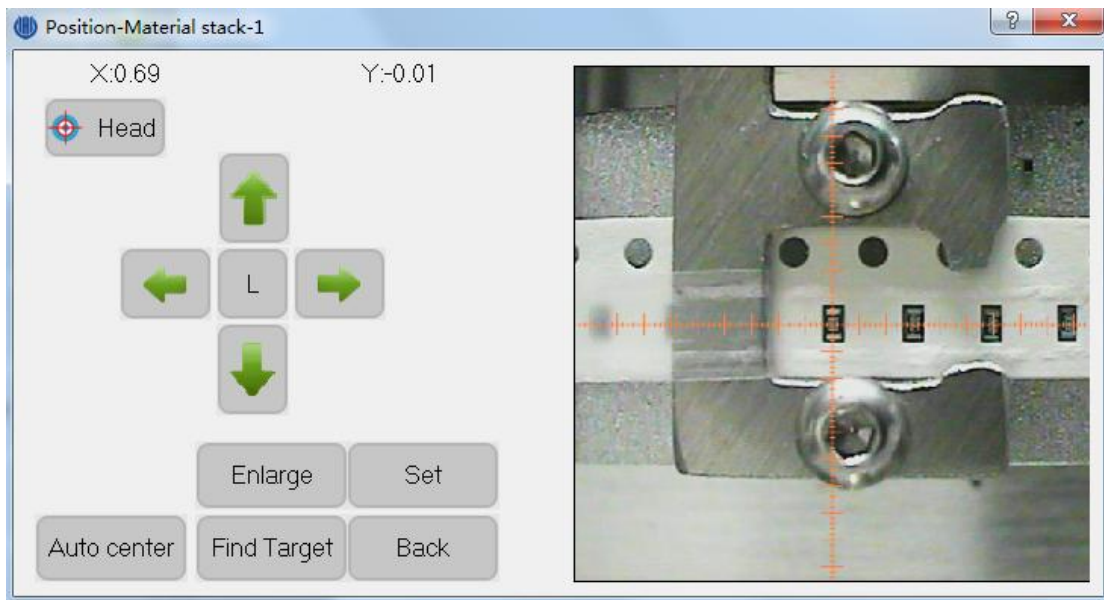 Position-Material stack-1
X:0.69 Y:-0.01
Head
L
Enlarge Set
Auto center Find Target Back